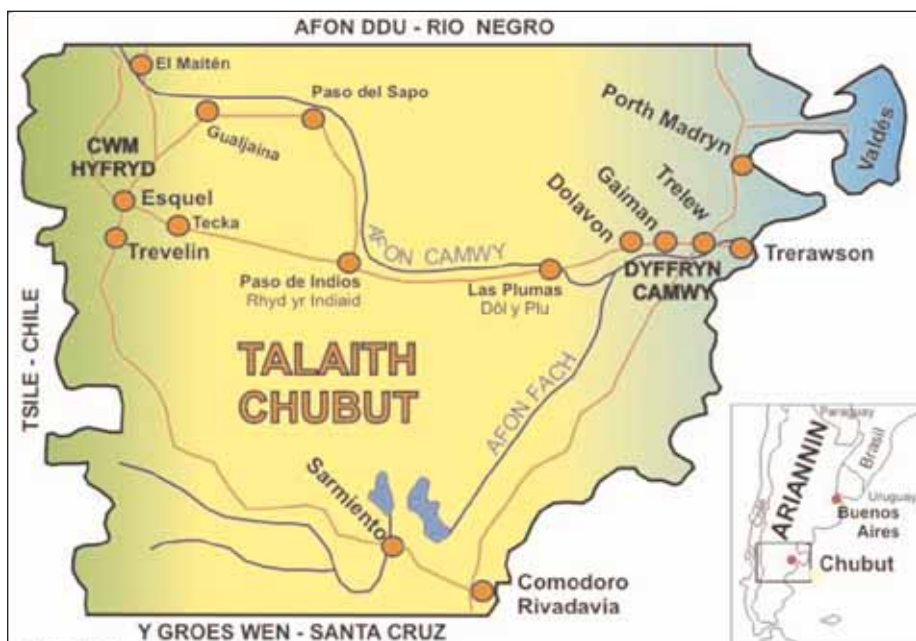 AFON DDU - RIO NEGRO
El Maitén
Paso del Sapo
Gualjaina
CWM
HYFRYD
Porth Madryn
Valdés
Esquel
Tecka
Trevelin
Dolavon
Gaiman
Trelew
Trerawson
AFON CAMWY
DYFFRYN
CAMWY
Paso de Indios
Rhyd yr Indiaid
Las Plumas
Dôl y Plu
TSILE - CHILE
TALAITH
CHUBUT
AFON FACH
Sarmiento
Comodoro
Rivadavia
Y GROES WEN - SANTA CRUZ
Paraguay
Brasil
ARIANNIN
Uruguay
Buenos
Aires
Chubut